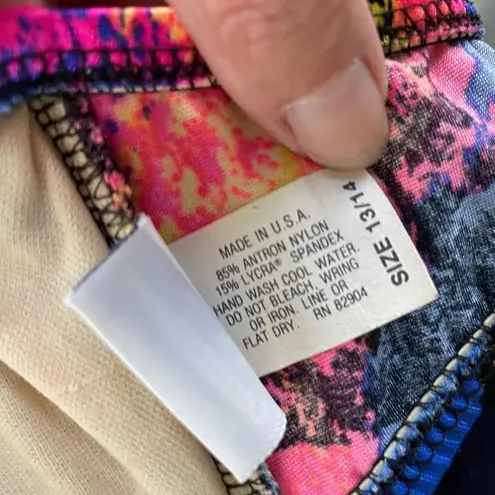 MADE IN U.S.A.
85% ANTRON NYLON
15% LYCRA® SPANDEX
HAND WASH COOL WATER.
DO NOT BLEACH, WRING
OR IRON. LINE OR
FLAT DRY. RN 82904
SIZE 13/14